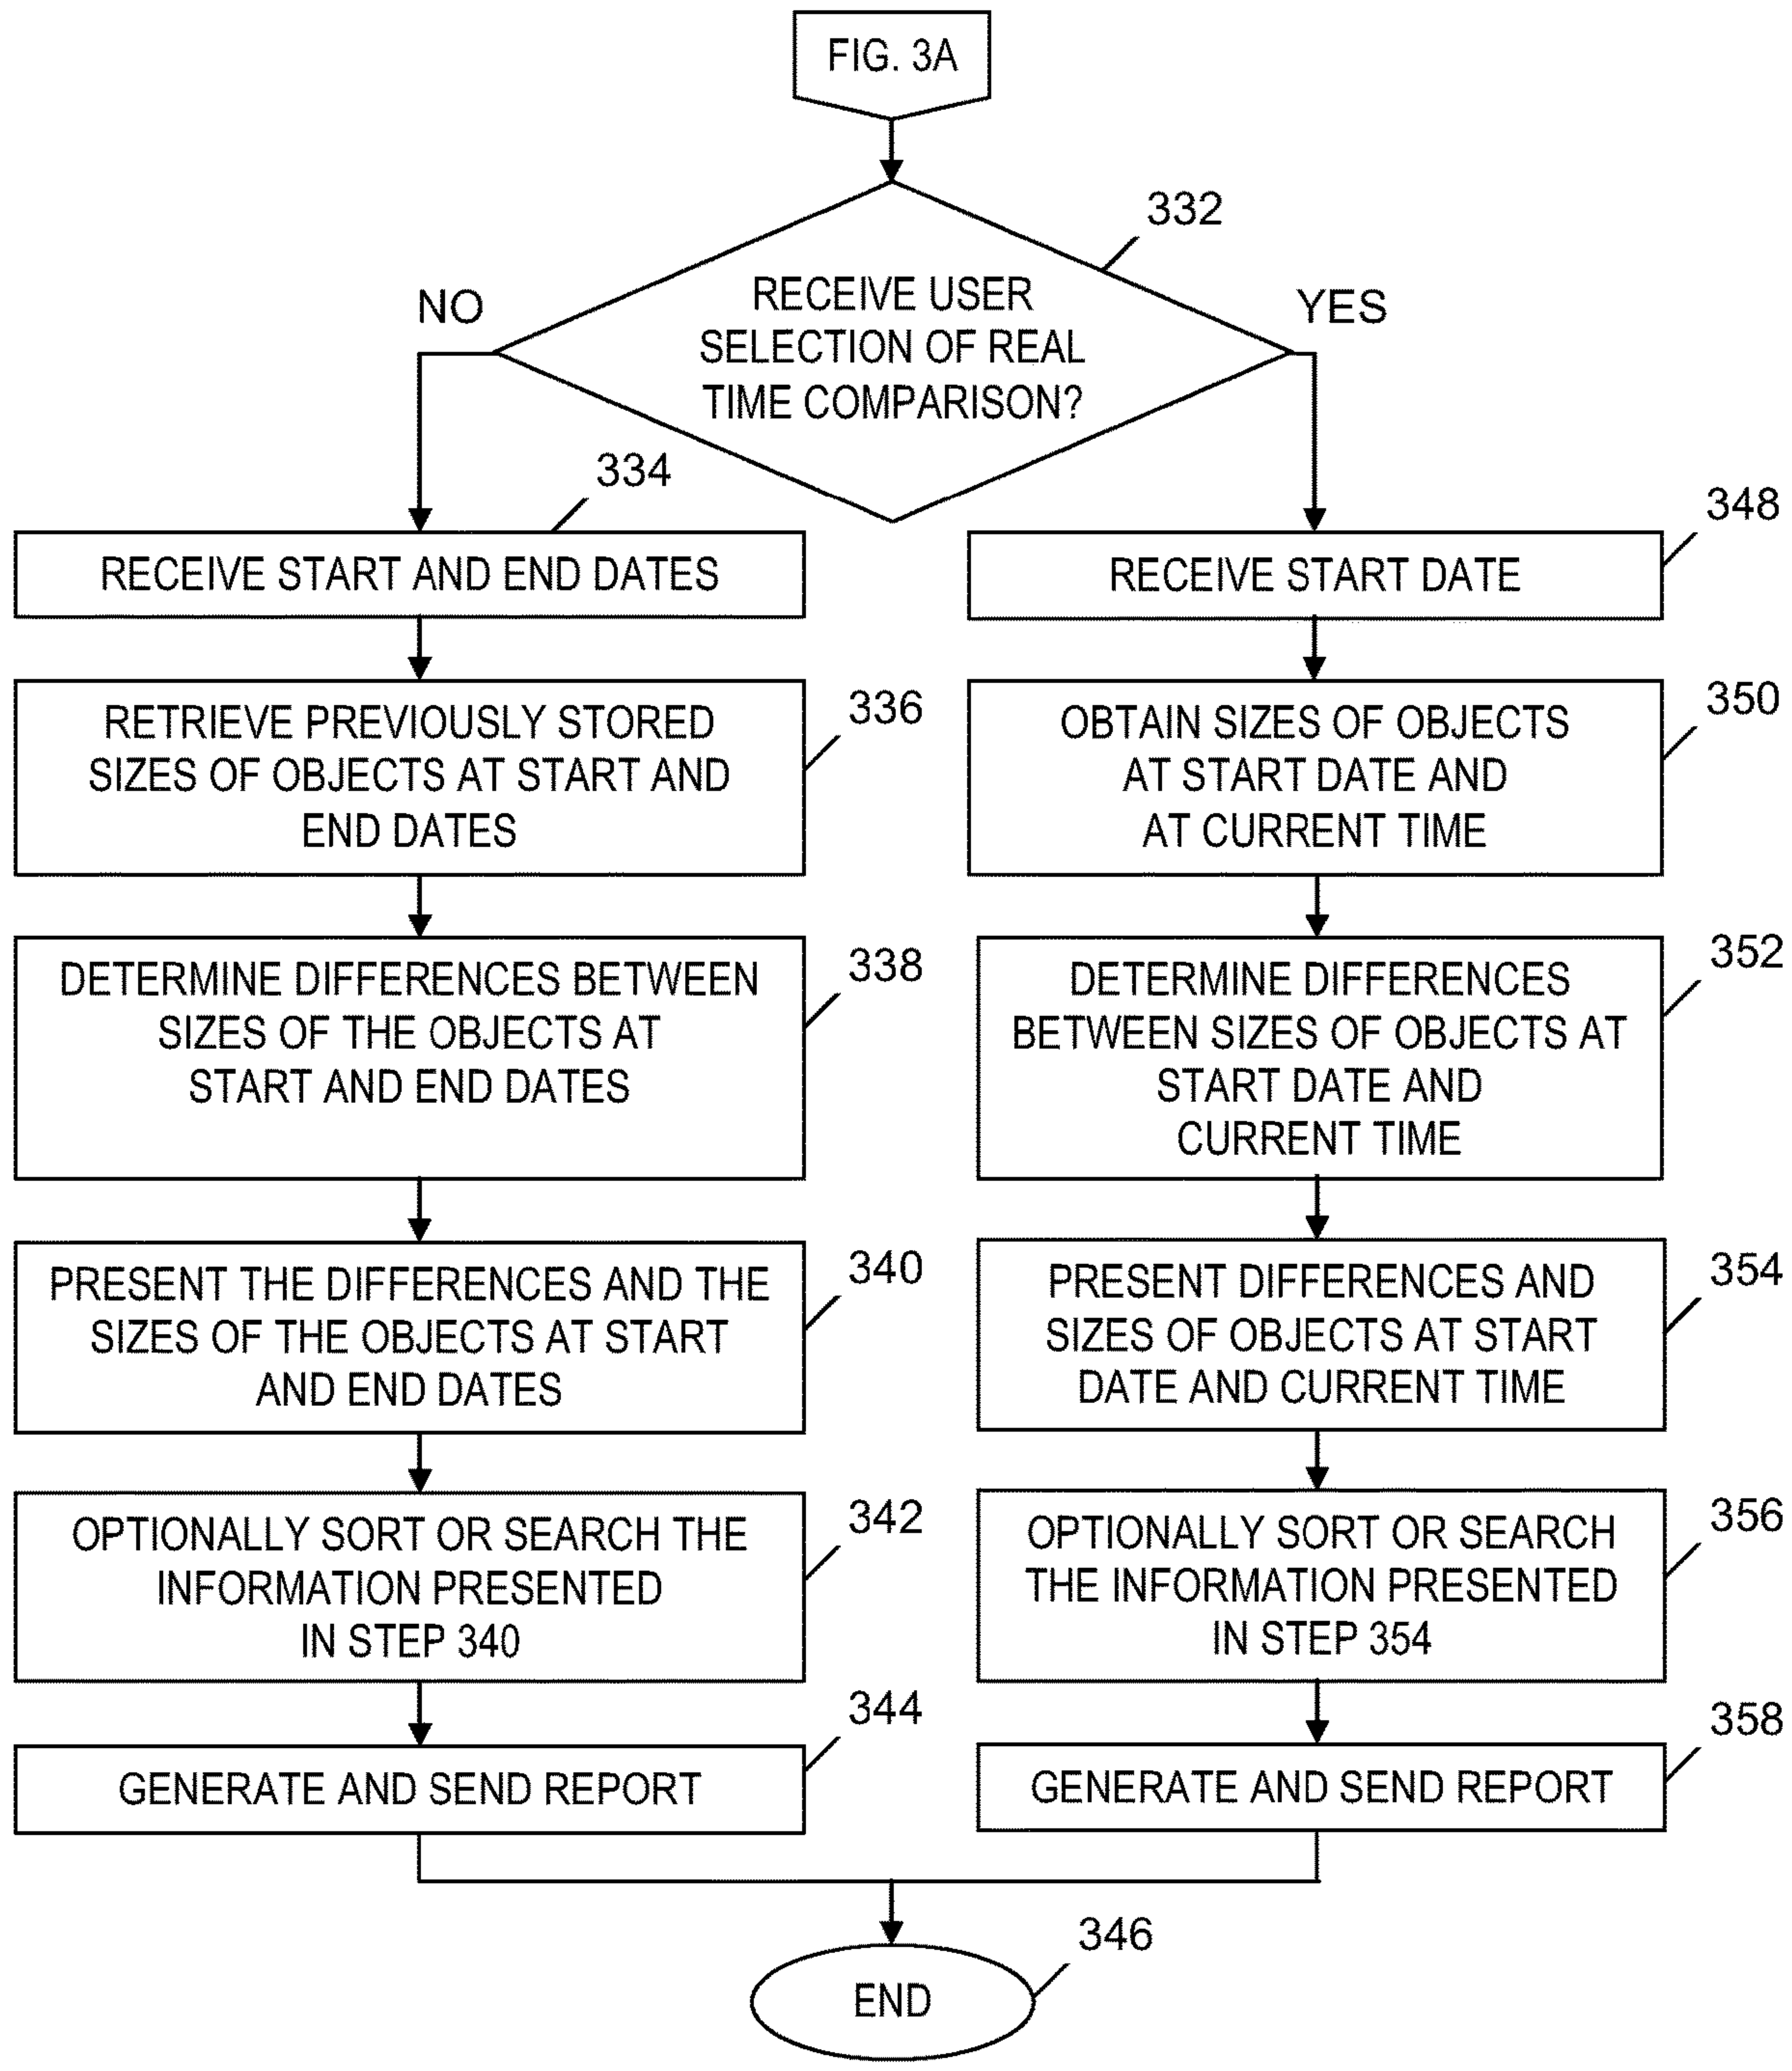 FIG. 3A
332
RECEIVE USER
SELECTION OF REAL
TIME COMPARISON?
NO
YES
334
RECEIVE START AND END DATES
336
RETRIEVE PREVIOUSLY STORED
SIZES OF OBJECTS AT START AND
END DATES
338
DETERMINE DIFFERENCES BETWEEN
SIZES OF THE OBJECTS AT
START AND END DATES
340
PRESENT THE DIFFERENCES AND THE
SIZES OF THE OBJECTS AT START
AND END DATES
342
OPTIONALLY SORT OR SEARCH THE
INFORMATION PRESENTED
IN STEP 340
344
GENERATE AND SEND REPORT
348
RECEIVE START DATE
350
OBTAIN SIZES OF OBJECTS
AT START DATE AND
AT CURRENT TIME
352
DETERMINE DIFFERENCES
BETWEEN SIZES OF OBJECTS AT
START DATE AND
CURRENT TIME
354
PRESENT DIFFERENCES AND
SIZES OF OBJECTS AT START
DATE AND CURRENT TIME
356
OPTIONALLY SORT OR SEARCH
THE INFORMATION PRESENTED
IN STEP 354
358
GENERATE AND SEND REPORT
346
END